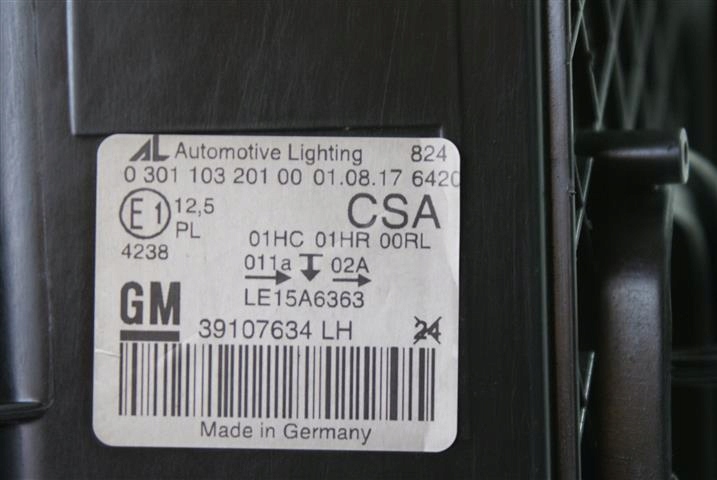 AL Automotive Lighting 824
0 301 103 201 00 01.08.17 6420
E1 12,5 CSA
PL
4238 01HC 01HR 00RL
011a 02A
LE15A6363
GM
39107634 LH 24
Made in Germany